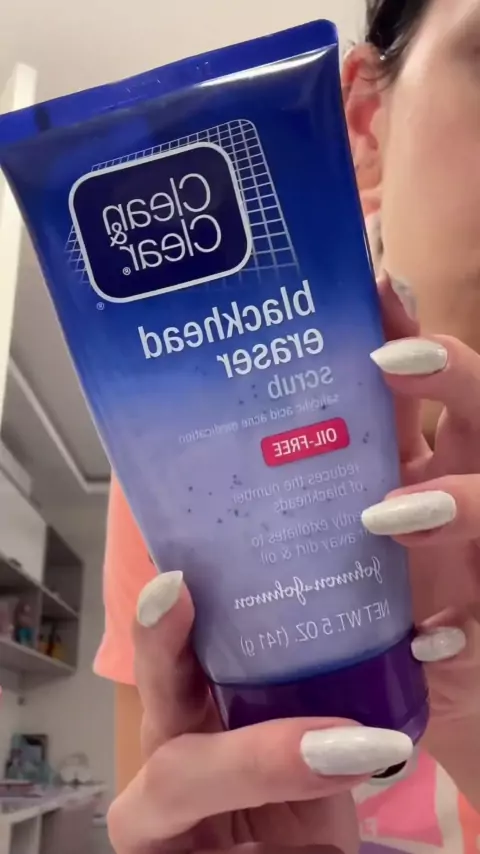 Clean
&
Clear®
®
blackhead
eraser
scrub
salicylic acid acne medication
OIL-FREE
reduces the number
of blackheads
ntly exfoliates to
away dirt & oil
Johnson & Johnson
NET WT. 5 OZ. (141 g)